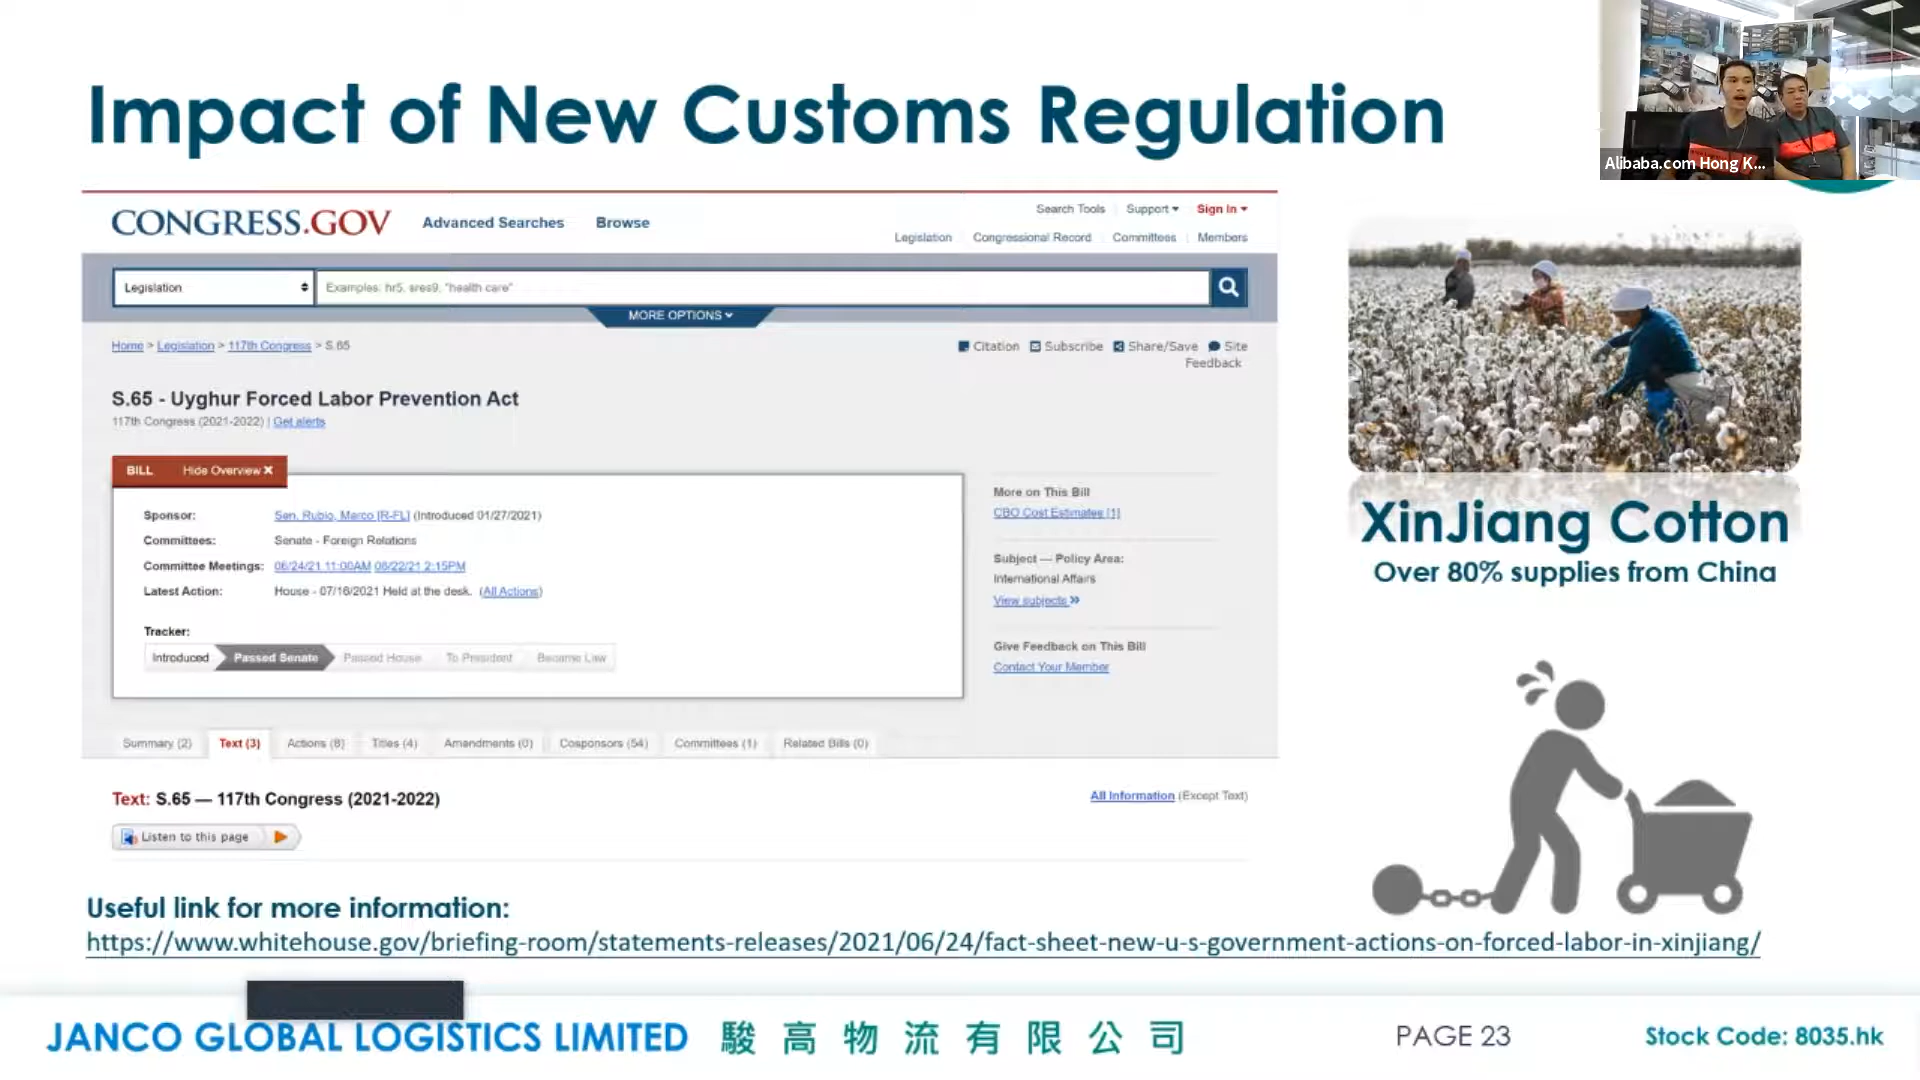 Impact of New Customs Regulation
Alibaba.com Hong K...
CONGRESS.GOV
Advanced Searches
Browse
Search Tools
Support
Sign In
Legislation
Congressional Record
Committees
Members
Legislation
Examples: hr5, sres9, "health care"
MORE OPTIONS
Home > Legislation > 117th Congress > S.65
Citation
Subscribe
Share/Save
Site
Feedback
S.65 - Uyghur Forced Labor Prevention Act
117th Congress (2021-2022) | Get alerts
BILL
Hide Overview
Sponsor: Sen. Rubio, Marco [R-FL] (Introduced 01/27/2021)
Committees: Senate - Foreign Relations
Committee Meetings: 06/24/21 11:00AM 06/22/21 2:15PM
Latest Action: House - 07/16/2021 Held at the desk. (All Actions)
Tracker:
Introduced
Passed Senate
Passed House
To President
Became Law
More on This Bill
CBO Cost Estimates [1]
Subject — Policy Area:
International Affairs
View subjects
Give Feedback on This Bill
Contact Your Member
Summary (2)
Text (3)
Actions (8)
Titles (4)
Amendments (0)
Cosponsors (54)
Committees (1)
Related Bills (0)
Text: S.65 — 117th Congress (2021-2022)
All Information (Except Text)
Listen to this page
XinJiang Cotton
Over 80% supplies from China
Useful link for more information:
https://www.whitehouse.gov/briefing-room/statements-releases/2021/06/24/fact-sheet-new-u-s-government-actions-on-forced-labor-in-xinjiang/
JANCO GLOBAL LOGISTICS LIMITED 駿高物流有限公司
PAGE 23
Stock Code: 8035.hk